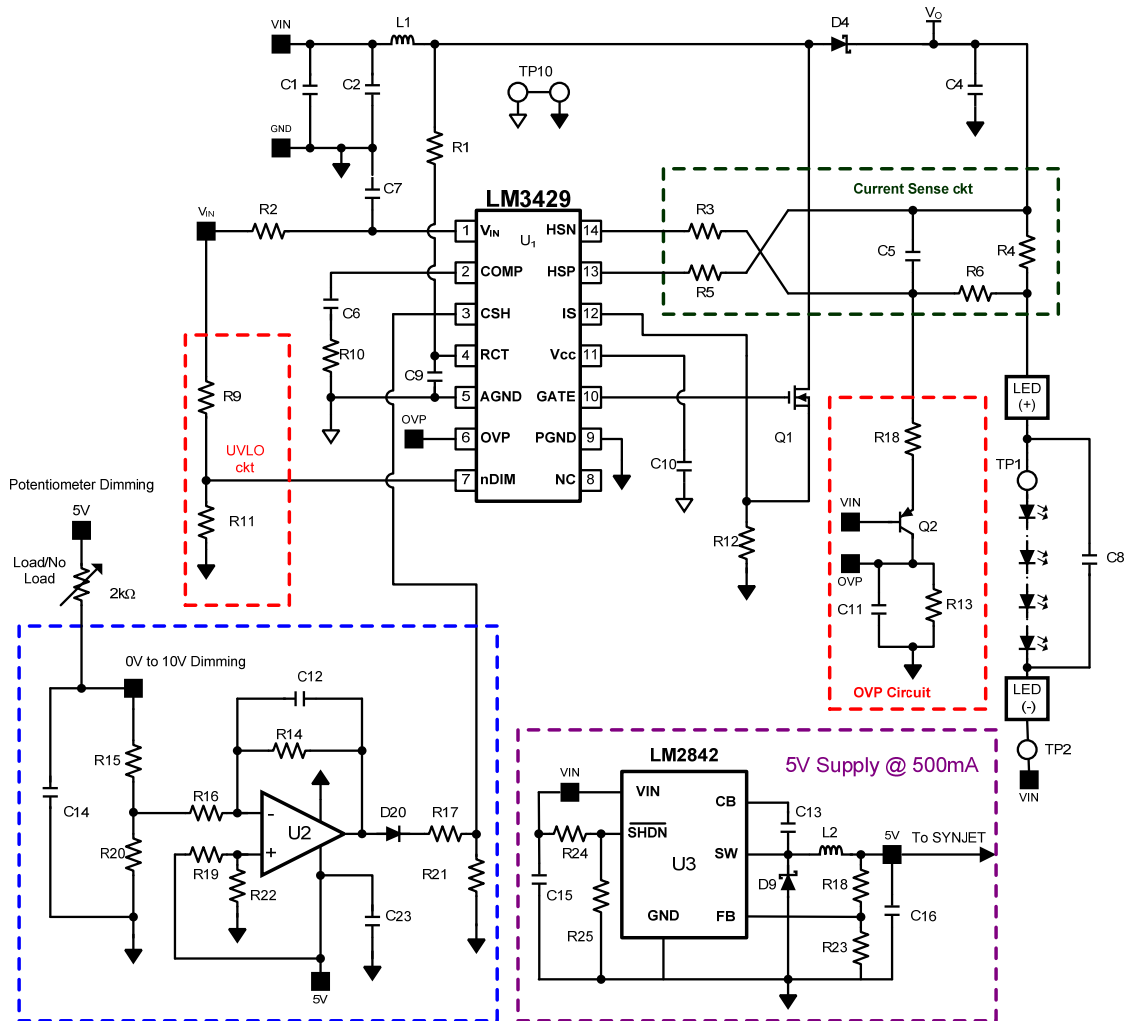 VIN
L1
D4
VO
C1
C2
TP10
C4
GND
R1
C7
LM3429
Current Sense ckt
VIN
R2
1
VIN
U1
HSN
14
R3
C5
R4
2
COMP
HSP
13
R5
R6
C6
3
CSH
IS
12
R10
4
RCT
Vcc
11
C9
5
AGND
GATE
10
Q1
LED
(+)
R9
OVP
6
OVP
PGND
9
R18
UVLO
ckt
7
nDIM
NC
8
C10
TP1
Potentiometer Dimming
5V
R11
VIN
Q2
Load/No
Load
2kΩ
R12
OVP
C8
C11
R13
0V to 10V Dimming
C12
OVP Circuit
LED
(-)
R14
R15
LM2842
5V Supply @ 500mA
TP2
VIN
VIN
VIN
CB
C13
C14
R16
-
U2
D20
R17
SHDN
L2
5V
To SYNJET
R20
R19
+
R24
U3
SW
R22
R21
C15
D9
R18
C16
C23
R25
GND
FB
R23
5V